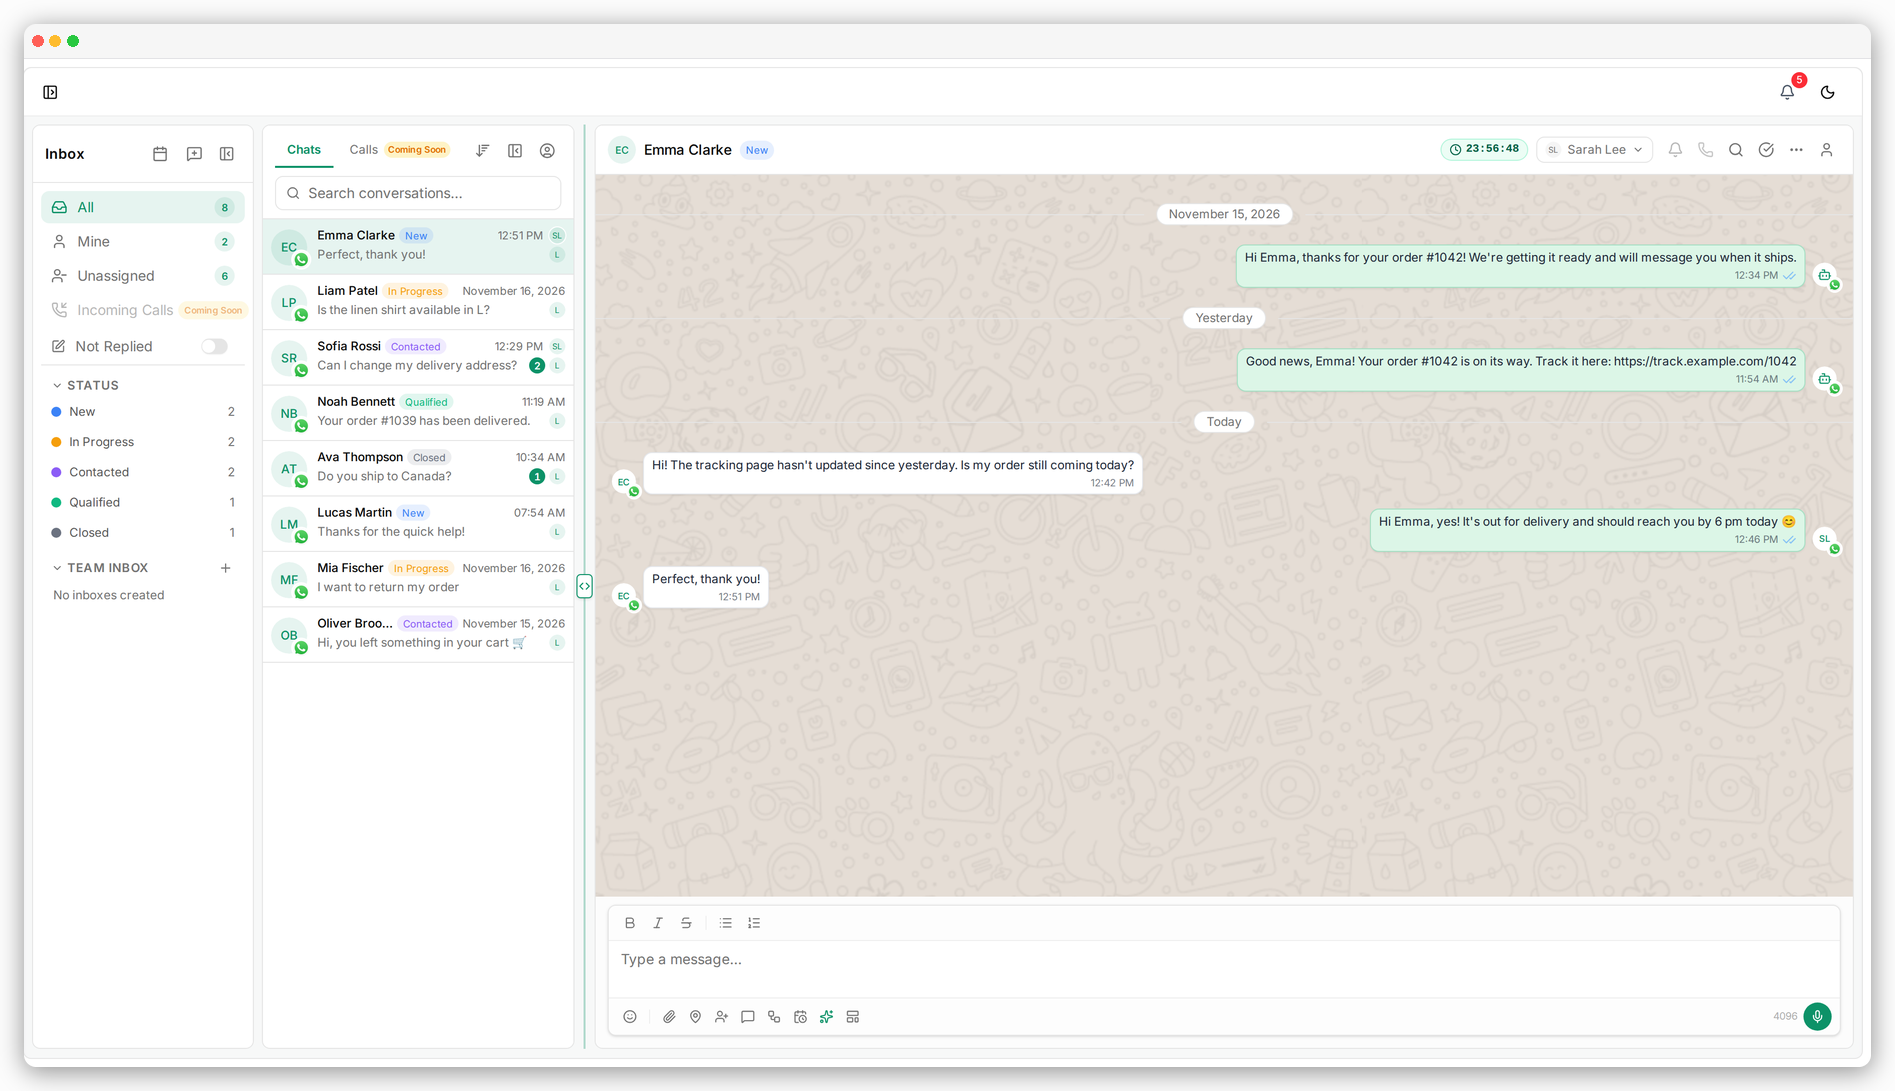 5
Inbox
All 8
Mine 2
Unassigned 6
Incoming Calls Coming Soon
Not Replied
STATUS
New 2
In Progress 2
Contacted 2
Qualified 1
Closed 1
TEAM INBOX
No inboxes created
Chats Calls Coming Soon
Search conversations...
EC Emma Clarke New 12:51 PM SL
Perfect, thank you! L
LP Liam Patel In Progress November 16, 2026
Is the linen shirt available in L? L
SR Sofia Rossi Contacted 12:29 PM SL
Can I change my delivery address? 2 L
NB Noah Bennett Qualified 11:19 AM
Your order #1039 has been delivered. L
AT Ava Thompson Closed 10:34 AM
Do you ship to Canada? 1 L
LM Lucas Martin New 07:54 AM
Thanks for the quick help! L
MF Mia Fischer In Progress November 16, 2026
I want to return my order L
OB Oliver Broo... Contacted November 15, 2026
Hi, you left something in your cart 🛒 L
EC Emma Clarke New 23:56:48 SL Sarah Lee
November 15, 2026
Hi Emma, thanks for your order #1042! We're getting it ready and will message you when it ships.
12:34 PM
Yesterday
Good news, Emma! Your order #1042 is on its way. Track it here: https://track.example.com/1042
11:54 AM
Today
Hi! The tracking page hasn't updated since yesterday. Is my order still coming today?
EC 12:42 PM
Hi Emma, yes! It's out for delivery and should reach you by 6 pm today 😊
12:46 PM SL
Perfect, thank you!
EC 12:51 PM
B I S
Type a message...
4096